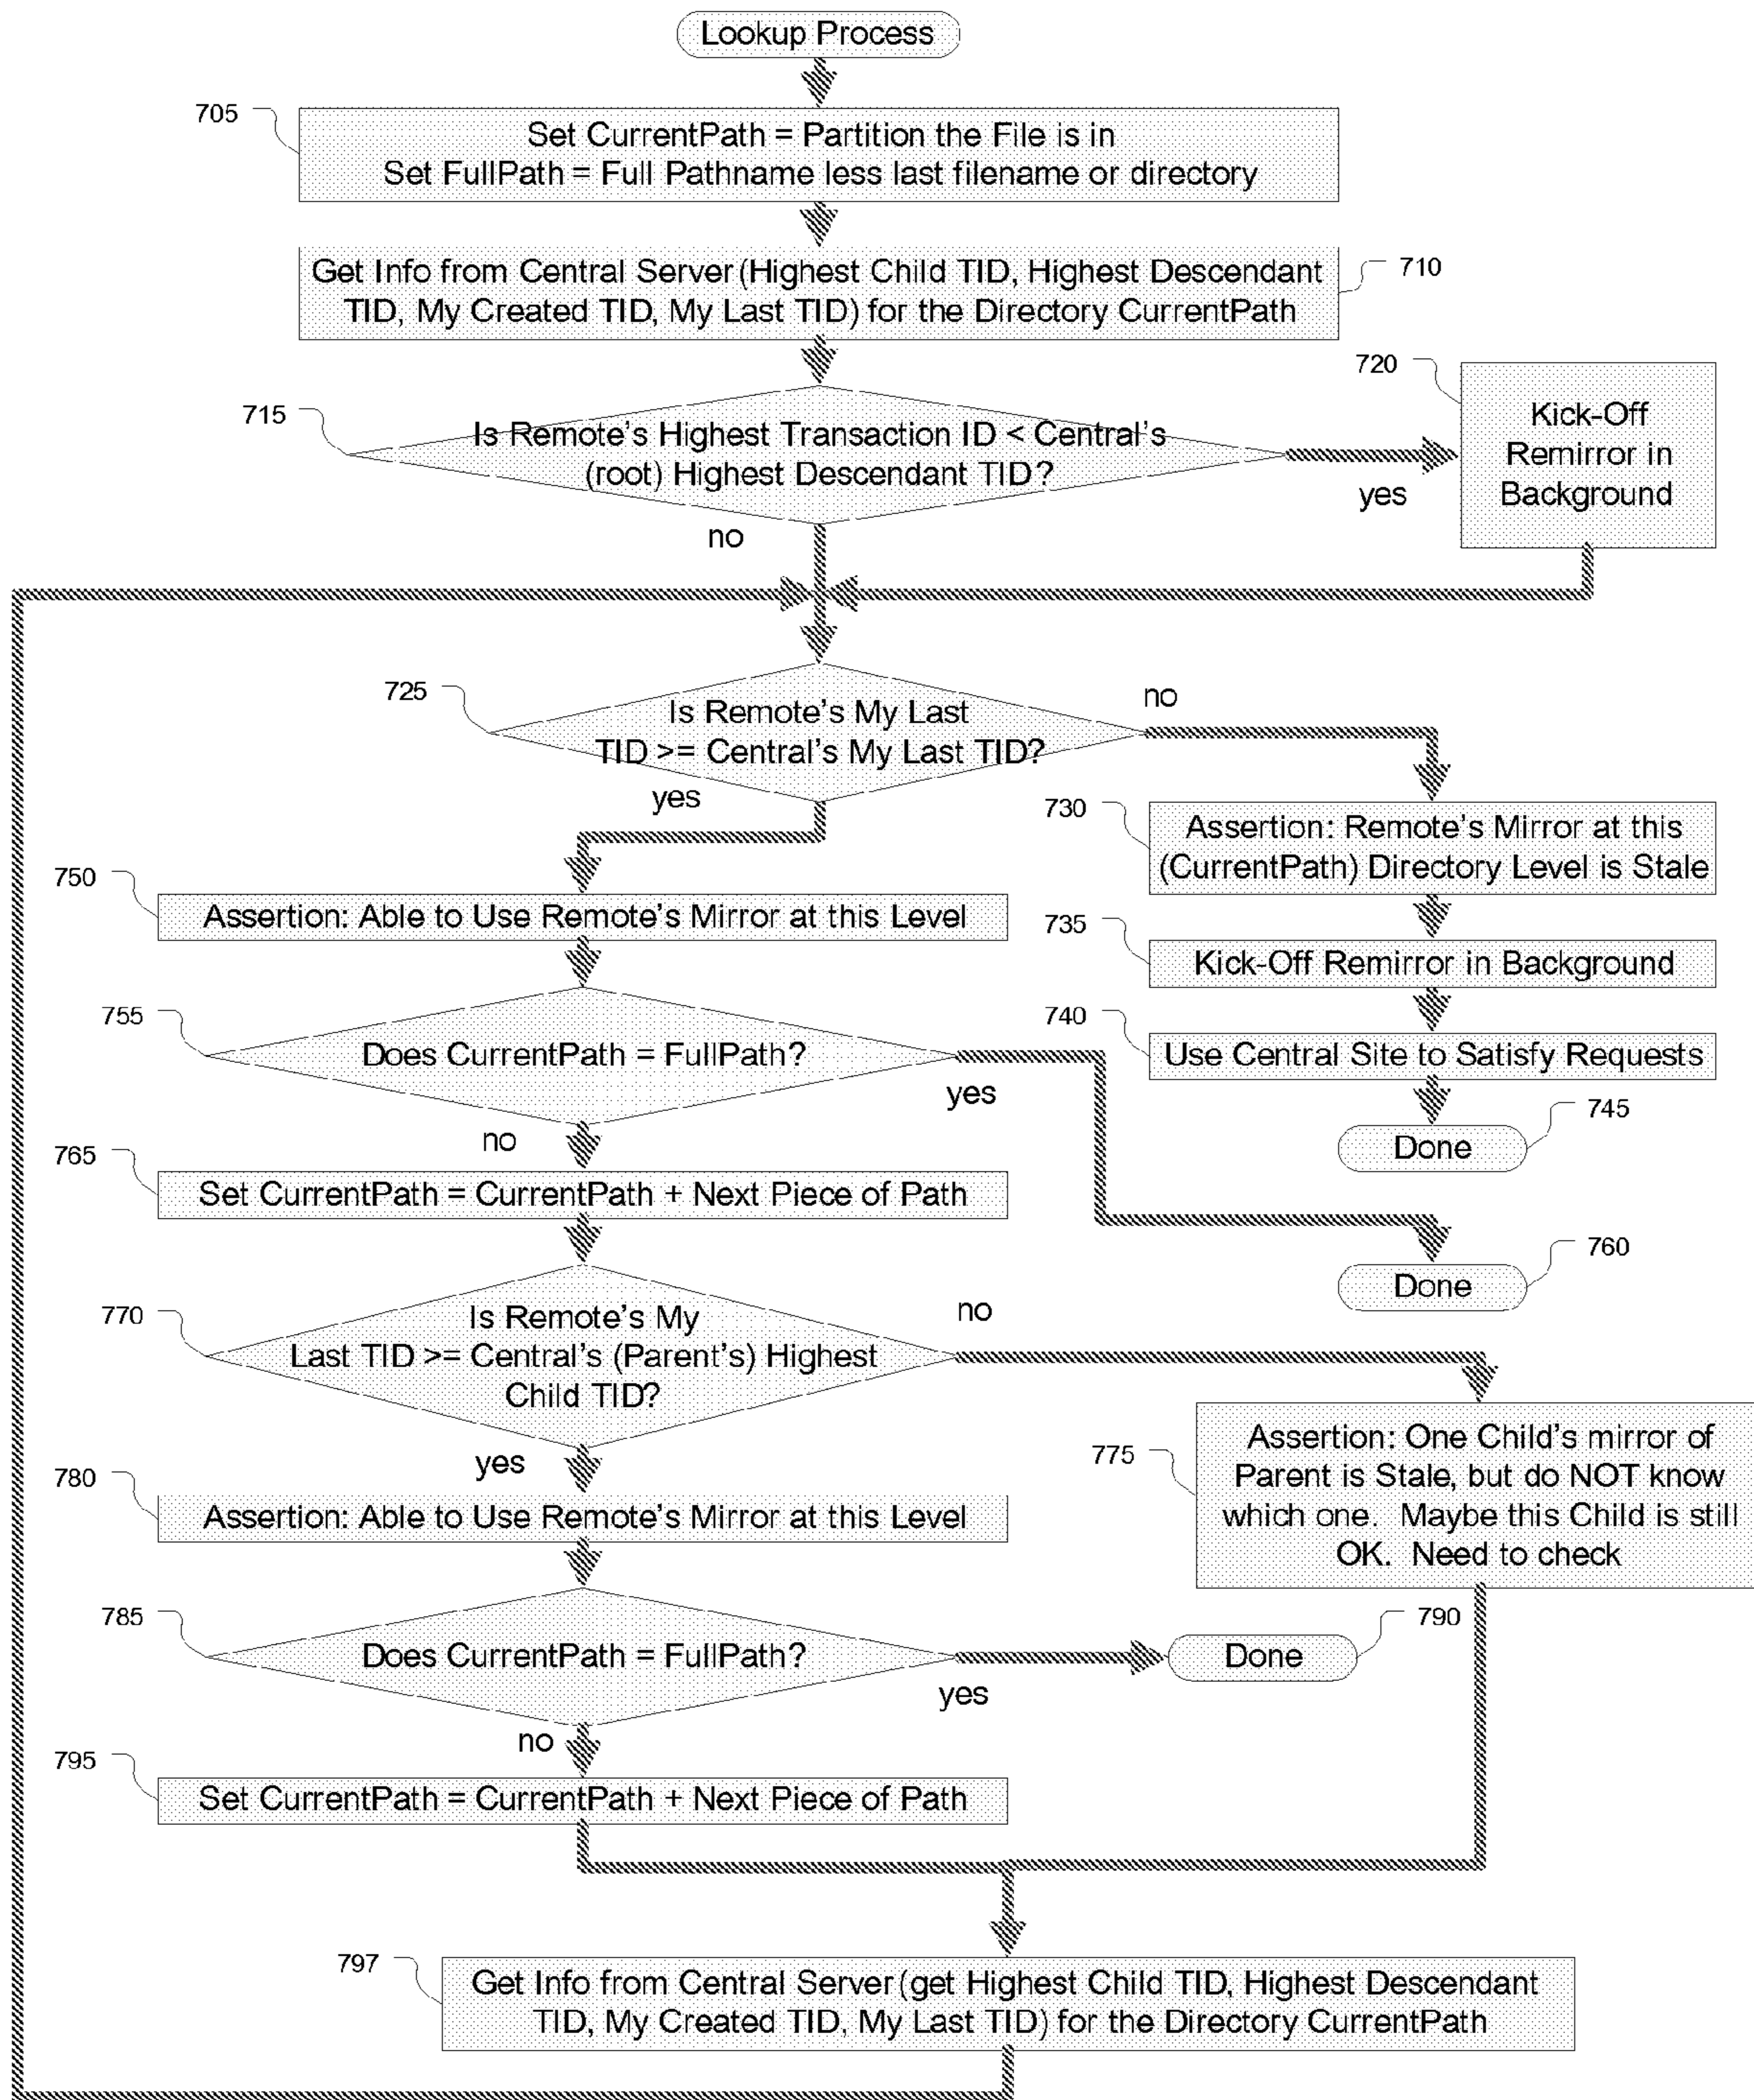 Lookup Process
705
Set CurrentPath = Partition the File is in
Set FullPath = Full Pathname less last filename or directory
Get Info from Central Server (Highest Child TID, Highest Descendant
TID, My Created TID, My Last TID) for the Directory CurrentPath
710
715
Is Remote's Highest Transaction ID < Central's
(root) Highest Descendant TID?
yes
no
720
Kick-Off
Remirror in
Background
725
Is Remote's My Last
TID >= Central's My Last TID?
no
yes
730
Assertion: Remote's Mirror at this
(CurrentPath) Directory Level is Stale
735
Kick-Off Remirror in Background
740
Use Central Site to Satisfy Requests
745
Done
750
Assertion: Able to Use Remote's Mirror at this Level
755
Does CurrentPath = FullPath?
yes
no
760
Done
765
Set CurrentPath = CurrentPath + Next Piece of Path
770
Is Remote's My
Last TID >= Central's (Parent's) Highest
Child TID?
no
yes
775
Assertion: One Child's mirror of
Parent is Stale, but do NOT know
which one. Maybe this Child is still
OK. Need to check
780
Assertion: Able to Use Remote's Mirror at this Level
785
Does CurrentPath = FullPath?
yes
no
790
Done
795
Set CurrentPath = CurrentPath + Next Piece of Path
797
Get Info from Central Server (get Highest Child TID, Highest Descendant
TID, My Created TID, My Last TID) for the Directory CurrentPath